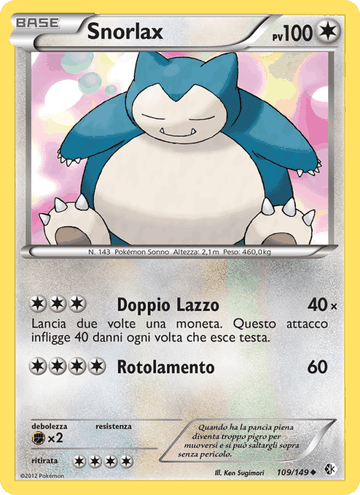 BASE
Snorlax
PV100
N. 143 Pokémon Sonno Altezza: 2,1m Peso: 460,0kg
Doppio Lazzo 40×
Lancia due volte una moneta. Questo attacco
infligge 40 danni ogni volta che esce testa.
Rotolamento 60
debolezza resistenza
×2
ritirata
Quando ha la pancia piena
diventa troppo pigro per
muoversi e si può saltargli sopra
senza pericolo.
©2012 Pokémon
Ill. Ken Sugimori
109/149